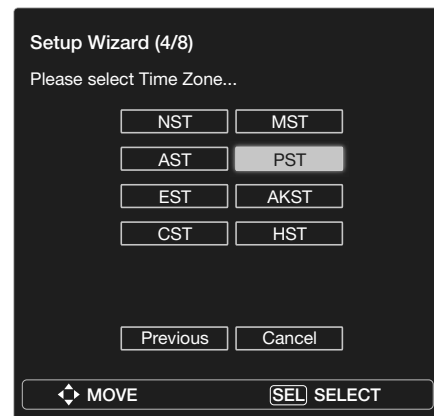 Setup Wizard (4/8)
Please select Time Zone...
NST MST
AST PST
EST AKST
CST HST
Previous Cancel
MOVE SEL SELECT